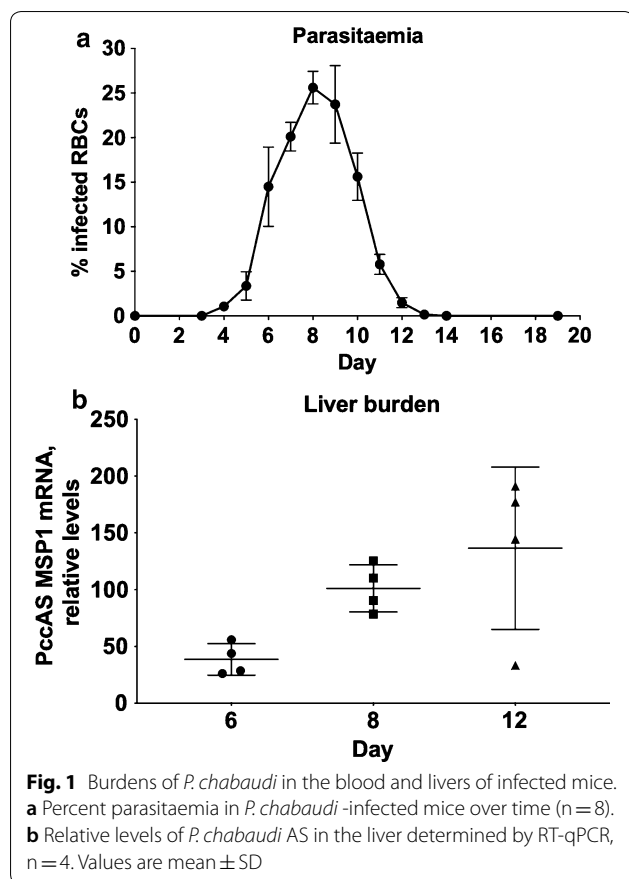 a
Parasitaemia
% infected RBCs
30
25
20
15
10
5
0
0 2 4 6 8 10 12 14 16 18 20
Day
b
Liver burden
PccAS MSP1 mRNA,
relative levels
250
200
150
100
50
0
6 8 12
Day
Fig. 1 Burdens of P. chabaudi in the blood and livers of infected mice.
a Percent parasitaemia in P. chabaudi -infected mice over time (n = 8).
b Relative levels of P. chabaudi AS in the liver determined by RT-qPCR,
n = 4. Values are mean ± SD